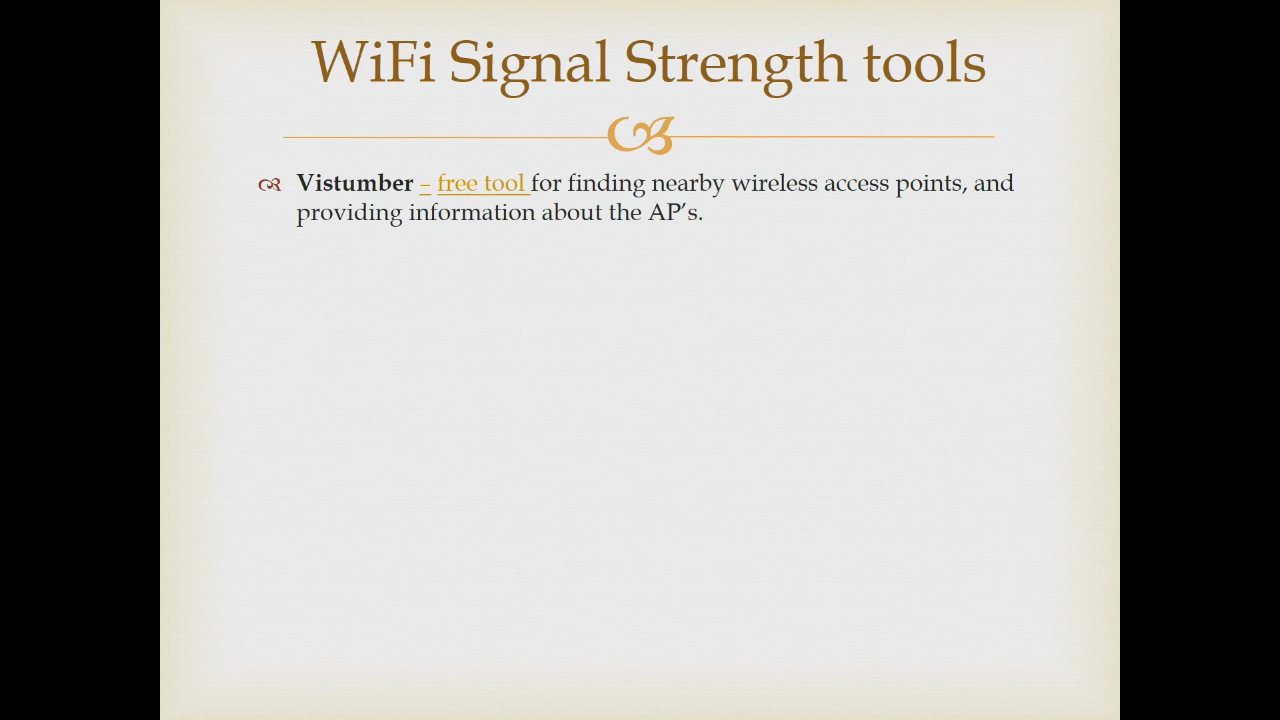 WiFi Signal Strength tools
Vistumber – free tool for finding nearby wireless access points, and
providing information about the AP’s.